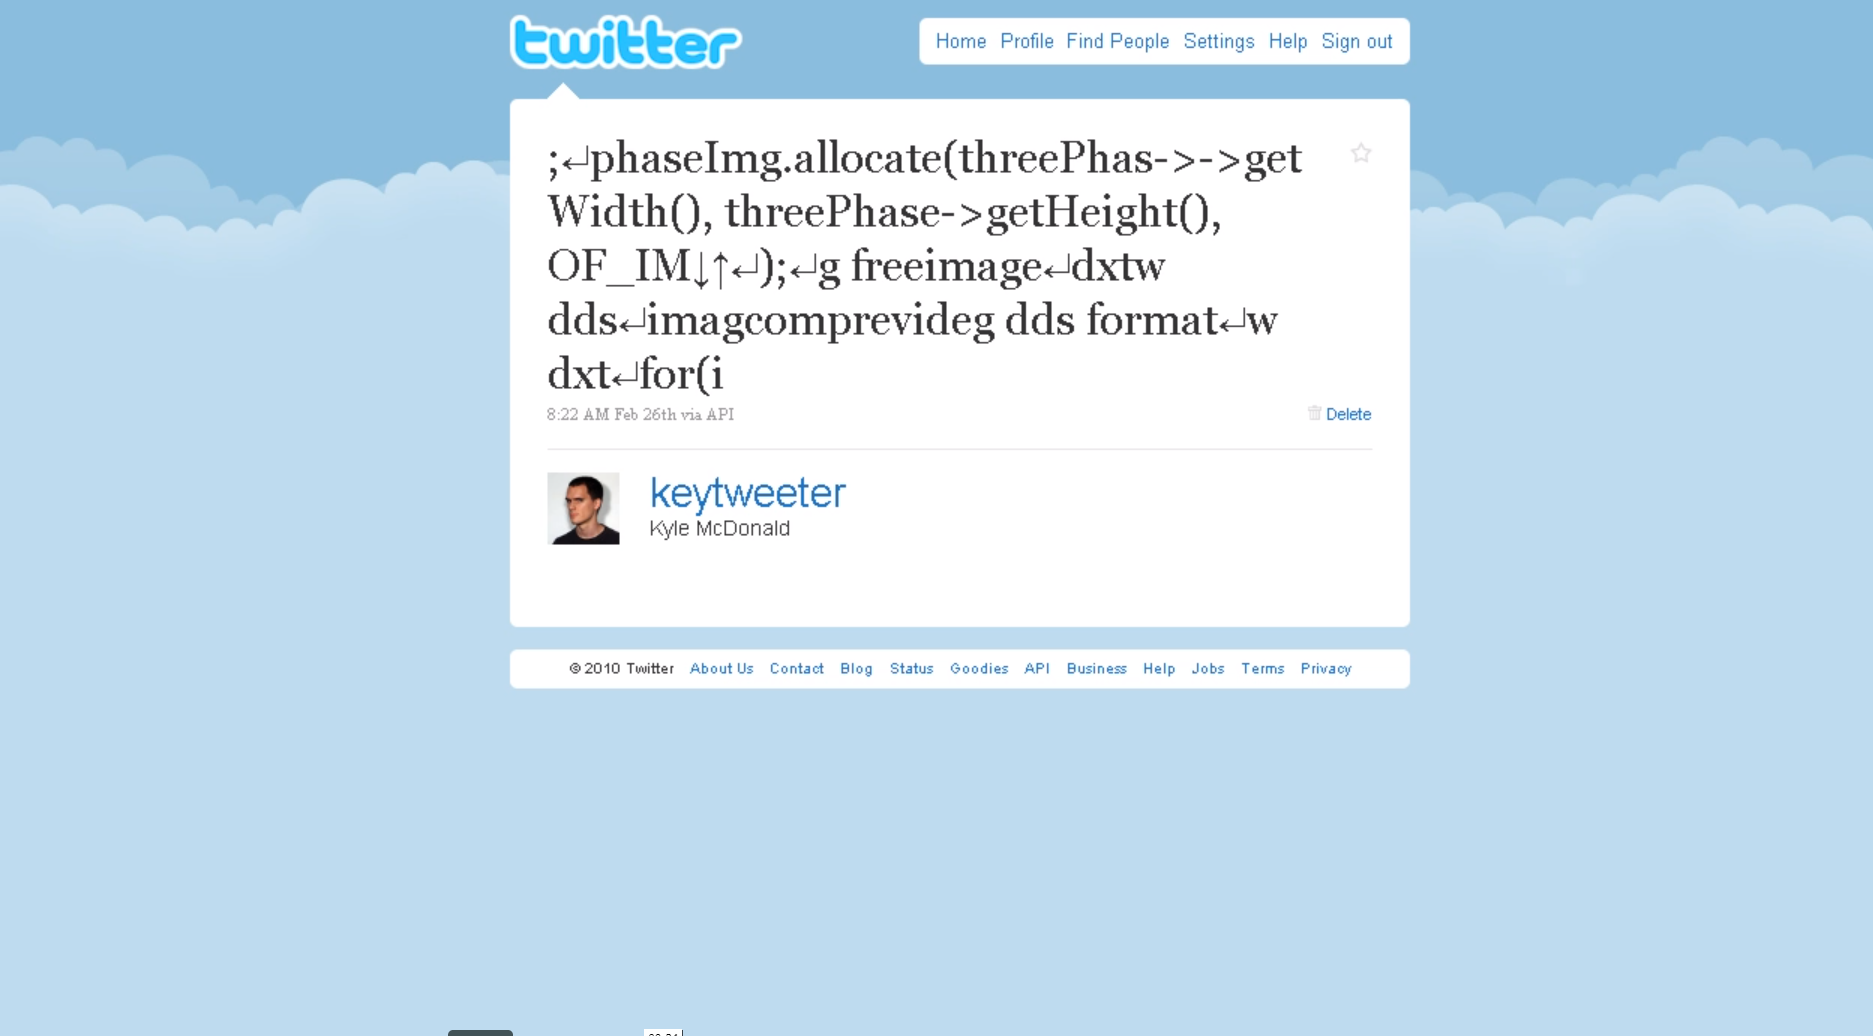 twitter
Home Profile Find People Settings Help Sign out
;↵phaseImg.allocate(threePhas->->get
Width(), threePhase->getHeight(),
OF_IM↓↑↵);↵g freeimage↵dxtw
dds↵imagcomprevideg dds format↵w
dxt↵for(i
8:22 AM Feb 26th via API
Delete
keytweeter
Kyle McDonald
© 2010 Twitter About Us Contact Blog Status Goodies API Business Help Jobs Terms Privacy